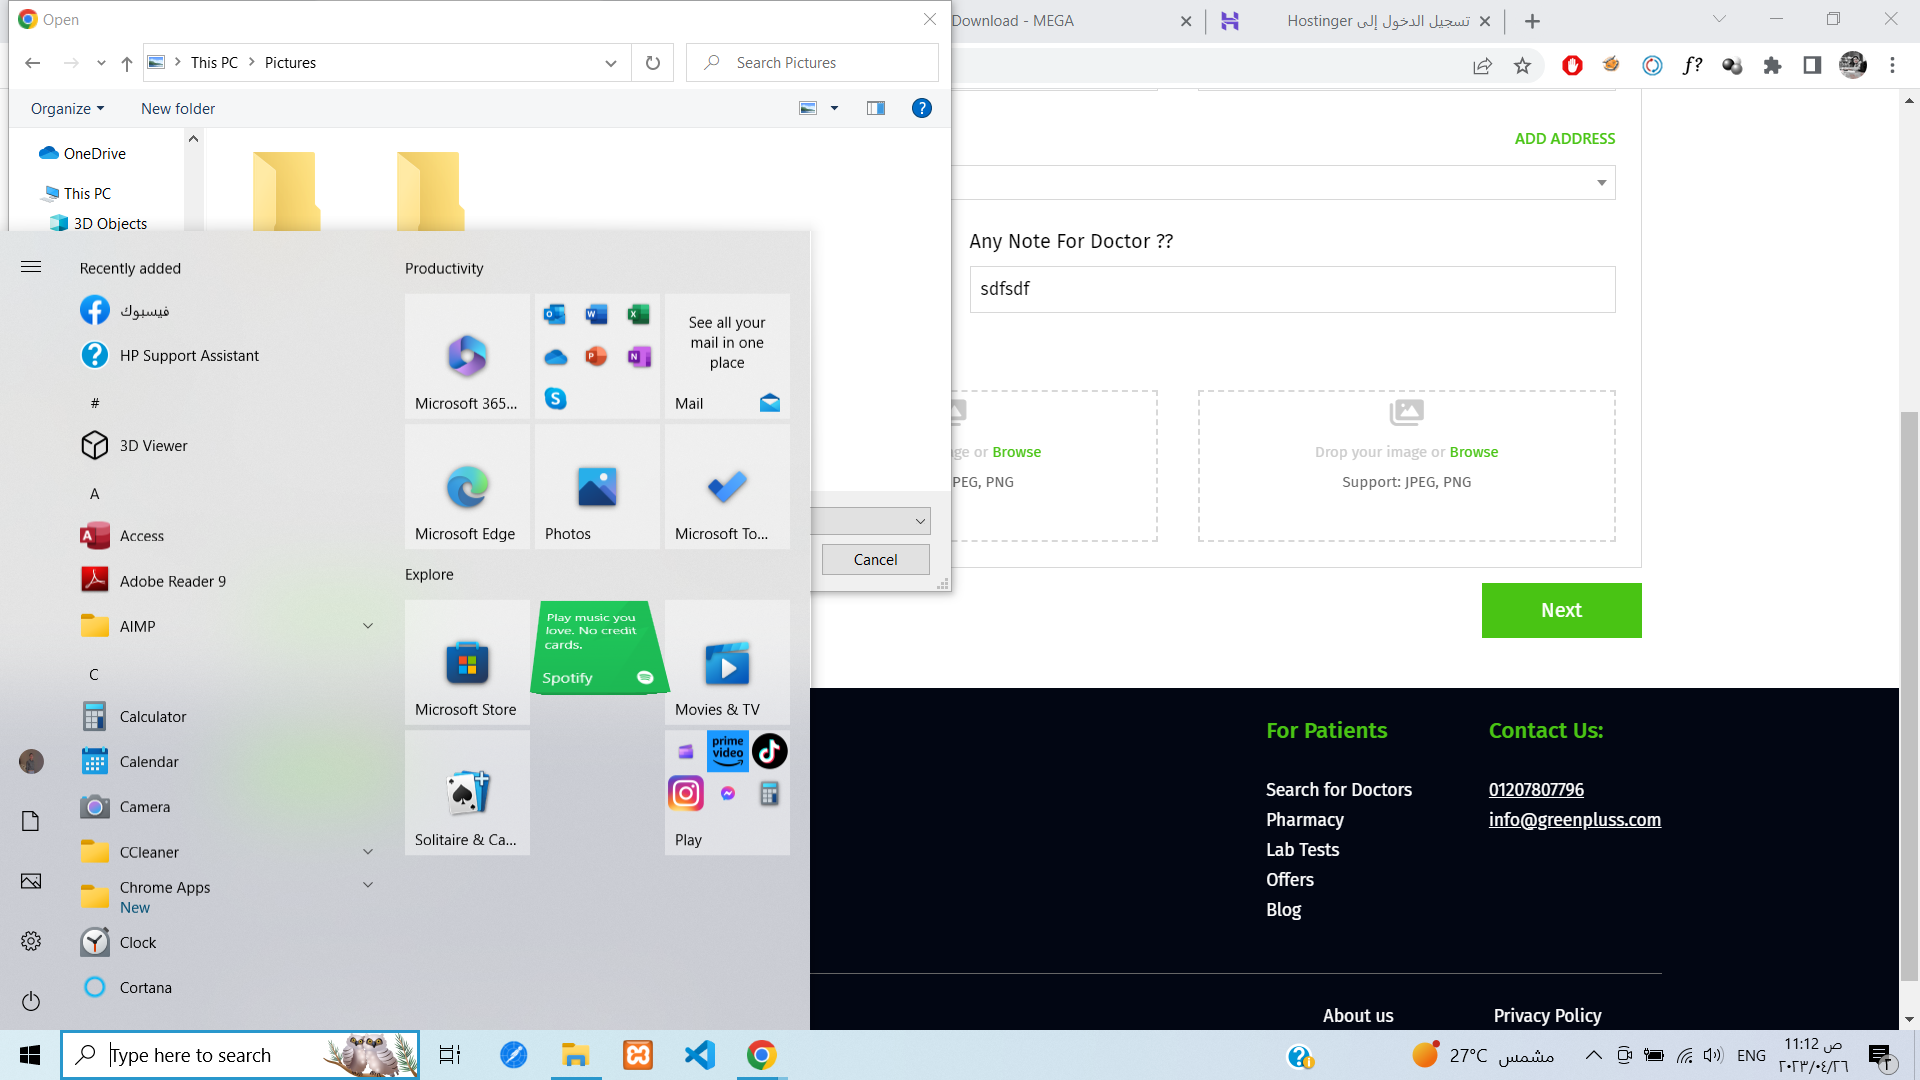 Open
Download - MEGA
تسجيل الدخول إلى Hostinger
This PC
Pictures
Search Pictures
f?
Organize
New folder
OneDrive
This PC
3D Objects
ADD ADDRESS
Any Note For Doctor ??
sdfsdf
ge or Browse
PEG, PNG
Drop your image or Browse
Support: JPEG, PNG
Cancel
Next
Recently added
فيسبوك
HP Support Assistant
#
3D Viewer
A
Access
Adobe Reader 9
AIMP
C
Calculator
Calendar
Camera
CCleaner
Chrome Apps
New
Clock
Cortana
Productivity
Microsoft 365...
See all your
mail in one
place
Mail
Microsoft Edge
Photos
Microsoft To...
Explore
Microsoft Store
Play music you
love. No credit
cards.
Spotify
Movies & TV
Solitaire & Ca...
prime
video
Play
For Patients
Search for Doctors
Pharmacy
Lab Tests
Offers
Blog
Contact Us:
01207807796
info@greenpluss.com
About us
Privacy Policy
Type here to search
27°C مشمس
ENG
11:12 ص
٢٠٢٣/٠٤/٢٦